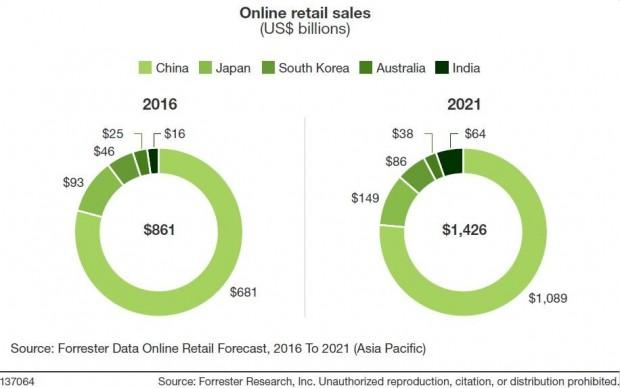 Online retail sales
(US$ billions)
China Japan South Korea Australia India
2016
$25 $16
$46
$93
$861
$681
2021
$38 $64
$86
$149
$1,426
$1,089
Source: Forrester Data Online Retail Forecast, 2016 To 2021 (Asia Pacific)
137064 Source: Forrester Research, Inc. Unauthorized reproduction, citation, or distribution prohibited.